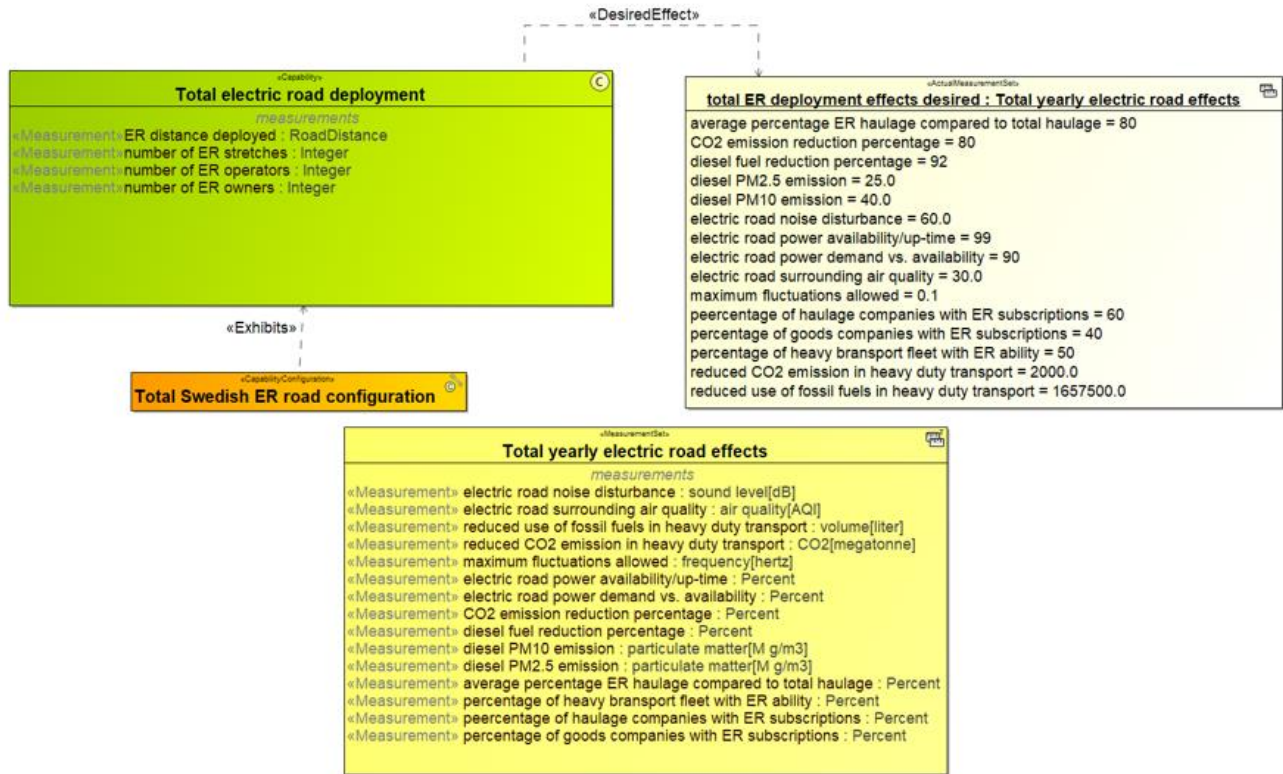 «DesiredEffect»
«Capability»
Total electric road deployment
measurements
«Measurement»ER distance deployed : RoadDistance
«Measurement»number of ER stretches : Integer
«Measurement»number of ER operators : Integer
«Measurement»number of ER owners : Integer
C
«ActualMeasurementSet»
total ER deployment effects desired : Total yearly electric road effects
average percentage ER haulage compared to total haulage = 80
CO2 emission reduction percentage = 80
diesel fuel reduction percentage = 92
diesel PM2.5 emission = 25.0
diesel PM10 emission = 40.0
electric road noise disturbance = 60.0
electric road power availability/up-time = 99
electric road power demand vs. availability = 90
electric road surrounding air quality = 30.0
maximum fluctuations allowed = 0.1
peercentage of haulage companies with ER subscriptions = 60
percentage of goods companies with ER subscriptions = 40
percentage of heavy bransport fleet with ER ability = 50
reduced CO2 emission in heavy duty transport = 2000.0
reduced use of fossil fuels in heavy duty transport = 1657500.0
«Exhibits»
«CapabilityConfiguration»
Total Swedish ER road configuration
C
«MeasurementSet»
Total yearly electric road effects
measurements
«Measurement» electric road noise disturbance : sound level[dB]
«Measurement» electric road surrounding air quality : air quality[AQI]
«Measurement» reduced use of fossil fuels in heavy duty transport : volume[liter]
«Measurement» reduced CO2 emission in heavy duty transport : CO2[megatonne]
«Measurement» maximum fluctuations allowed : frequency[hertz]
«Measurement» electric road power availability/up-time : Percent
«Measurement» electric road power demand vs. availability : Percent
«Measurement» CO2 emission reduction percentage : Percent
«Measurement» diesel fuel reduction percentage : Percent
«Measurement» diesel PM10 emission : particulate matter[M g/m3]
«Measurement» diesel PM2.5 emission : particulate matter[M g/m3]
«Measurement» average percentage ER haulage compared to total haulage : Percent
«Measurement» percentage of heavy bransport fleet with ER ability : Percent
«Measurement» peercentage of haulage companies with ER subscriptions : Percent
«Measurement» percentage of goods companies with ER subscriptions : Percent